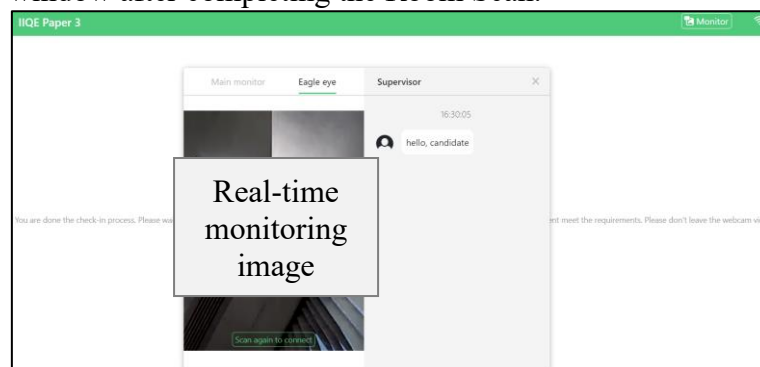 window after completing the Room Scan.
IIQE Paper 3
Monitor
Main monitor
Eagle eye
Supervisor
16:30:05
hello, candidate
Real-time
monitoring
image
You are done the check-in process. Please
ent meet the requirements. Please don't leave the webcam
Scan again to connect